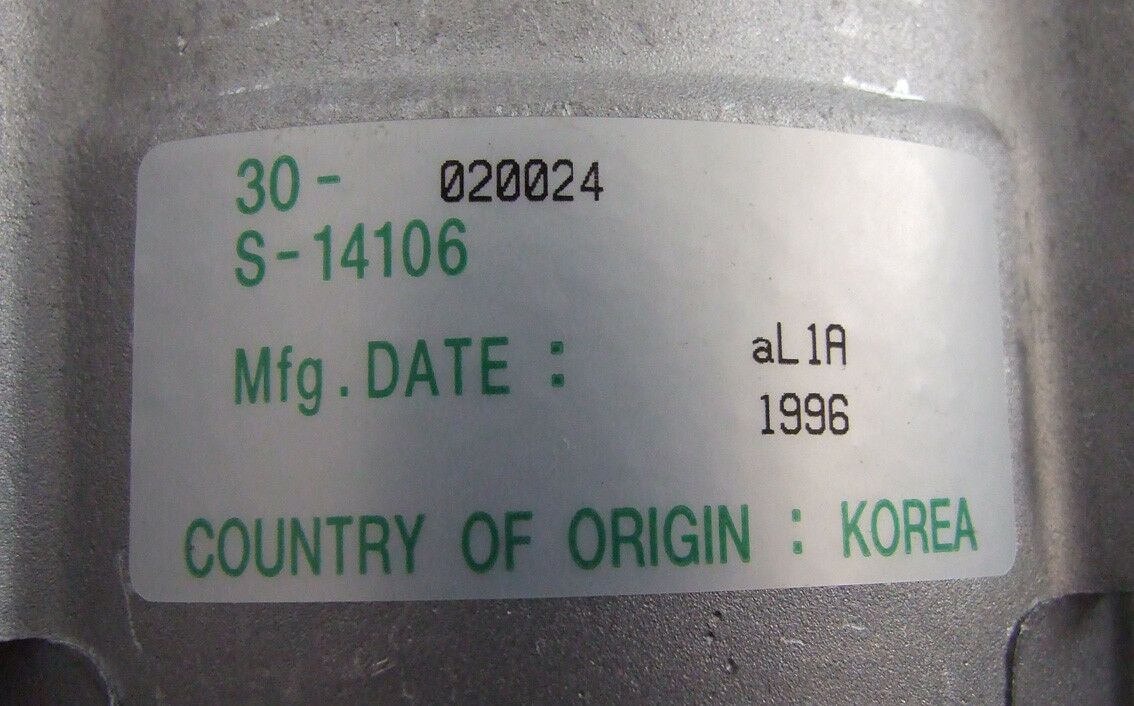 30- 020024
S-14106
Mfg.DATE : aL1A
1996
COUNTRY OF ORIGIN : KOREA